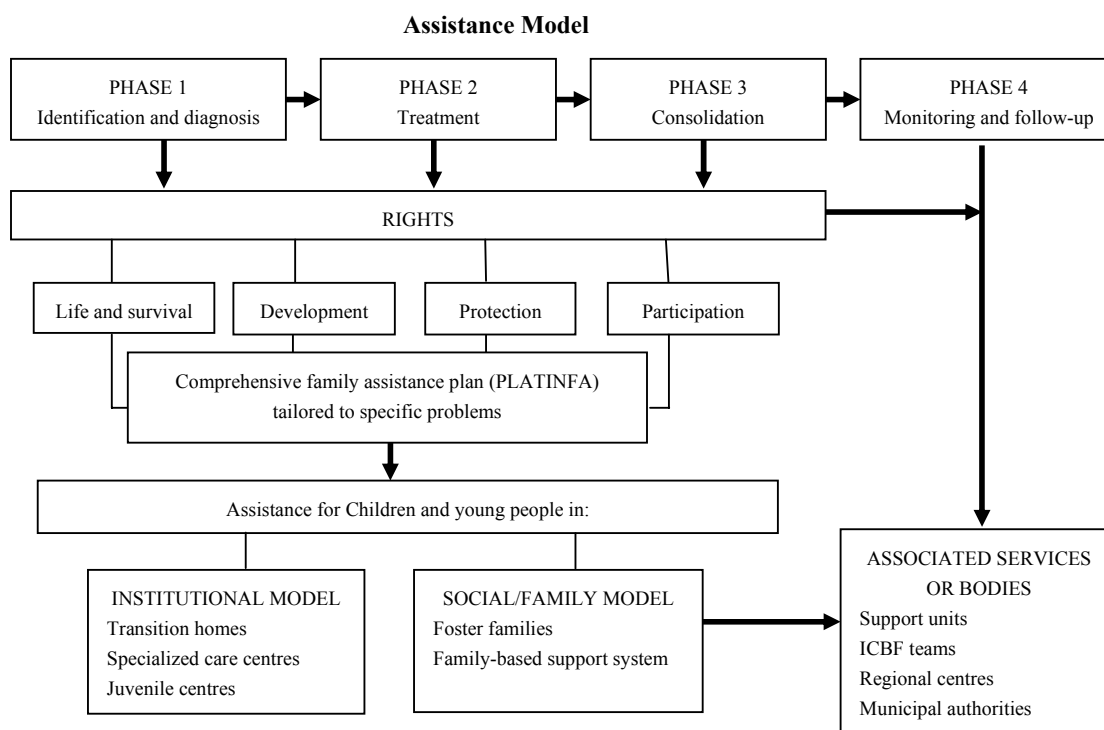 Assistance Model
PHASE 1
Identification and diagnosis
PHASE 2
Treatment
PHASE 3
Consolidation
PHASE 4
Monitoring and follow-up
RIGHTS
Life and survival
Development
Protection
Participation
Comprehensive family assistance plan (PLATINFA)
tailored to specific problems
Assistance for Children and young people in:
INSTITUTIONAL MODEL
Transition homes
Specialized care centres
Juvenile centres
SOCIAL/FAMILY MODEL
Foster families
Family-based support system
ASSOCIATED SERVICES
OR BODIES
Support units
ICBF teams
Regional centres
Municipal authorities